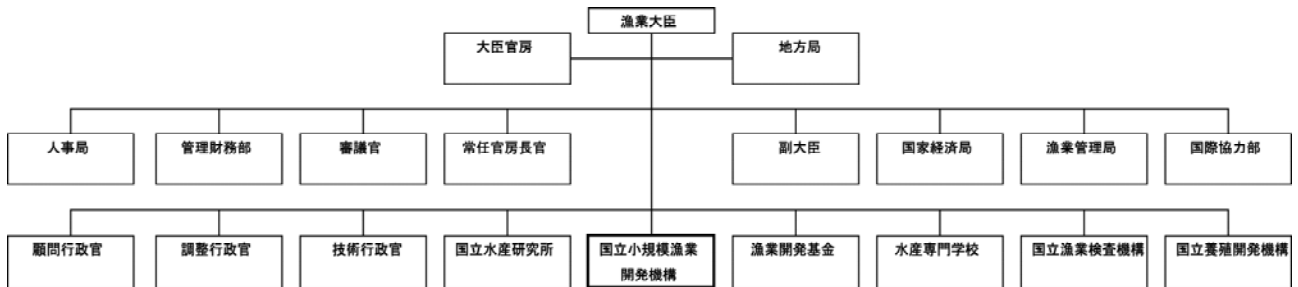 漁業大臣
大臣官房
地方局
人事局
管理財務部
審議官
常任官房長官
副大臣
国家経済局
漁業管理局
国際協力部
顧問行政官
調整行政官
技術行政官
国立水産研究所
国立小規模漁業
開発機構
漁業開発基金
水産専門学校
国立漁業検査機構
国立養殖開発機構